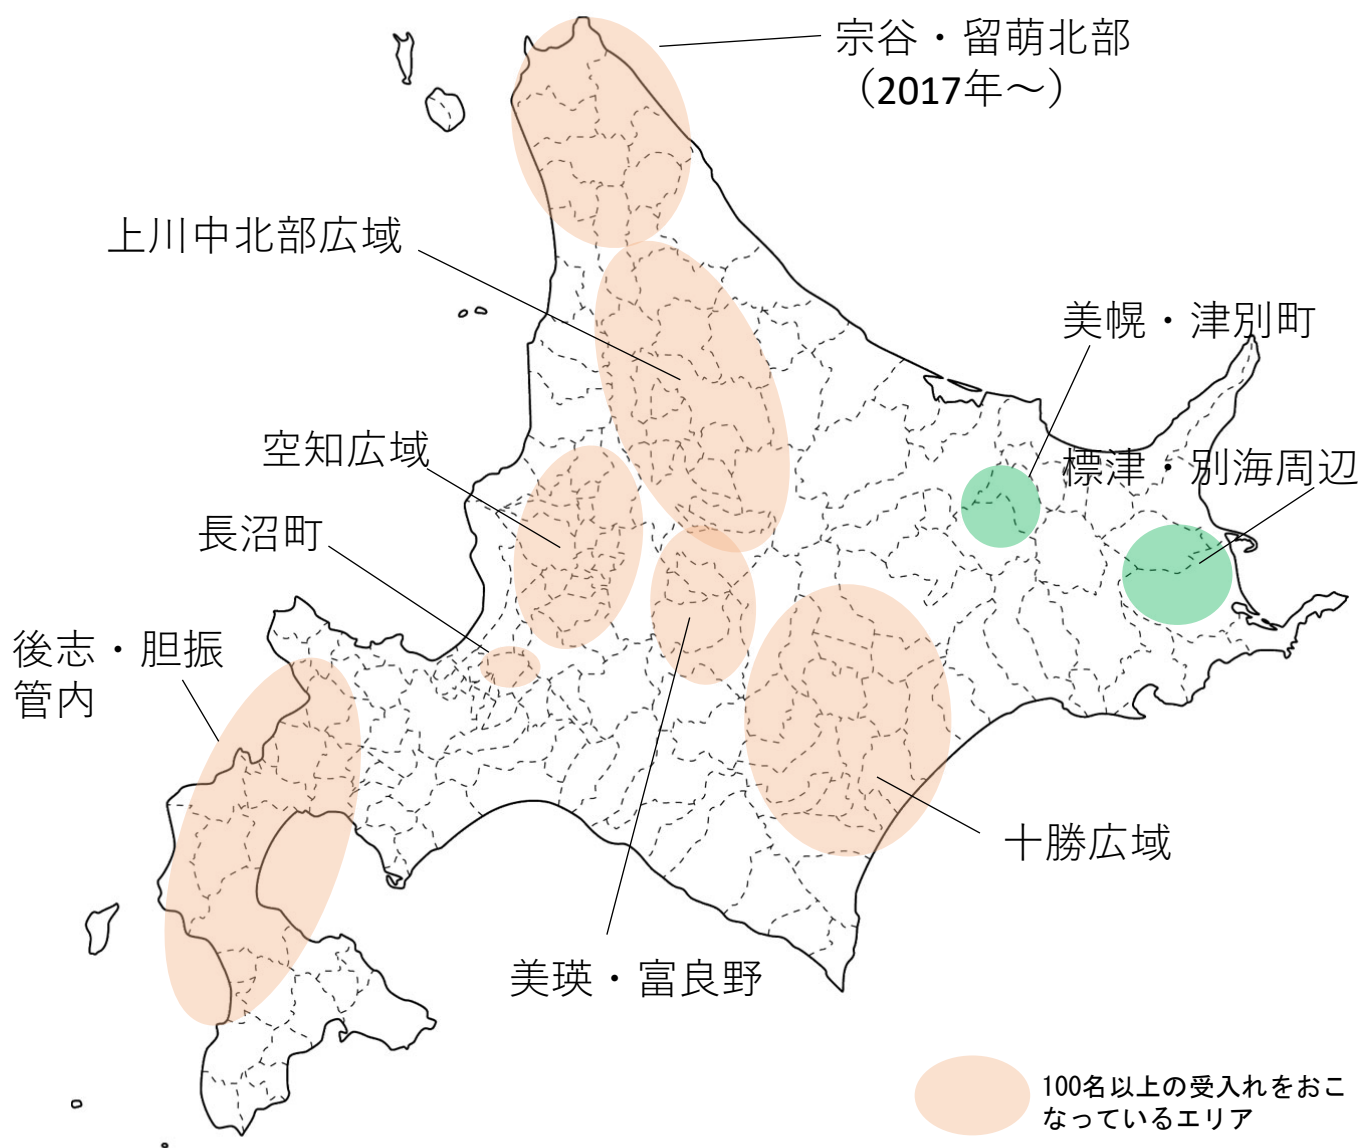 宗谷・留萌北部
（2017年～）
上川中北部広域
美幌・津別町
空知広域
標津・別海周辺
長沼町
後志・胆振
管内
十勝広域
美瑛・富良野
100名以上の受入れをおこ
なっているエリア